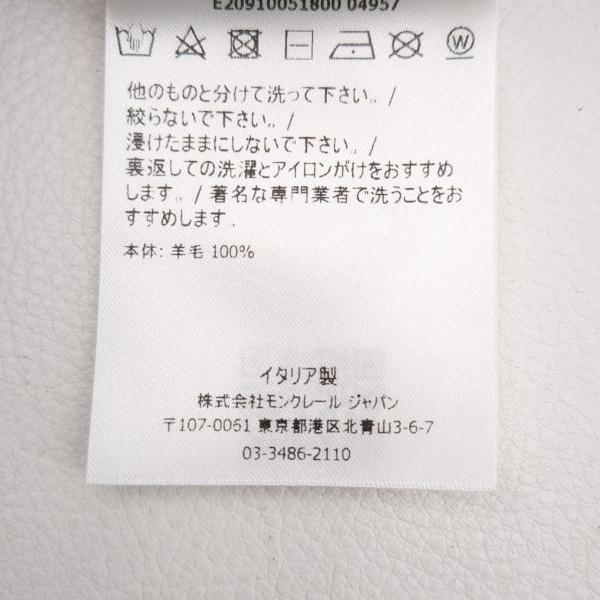 E20910051800 04957
W
他のものと分けて洗って下さい。/
絞らないで下さい。/
浸けたままにしないで下さい。/
裏返しての洗濯とアイロンがけをおすすめ
します。/ 著名な専門業者で洗うことをお
すすめします。
本体: 羊毛 100%
イタリア製
株式会社モンクレール ジャパン
〒107-0061 東京都港区北青山3-6-7
03-3486-2110